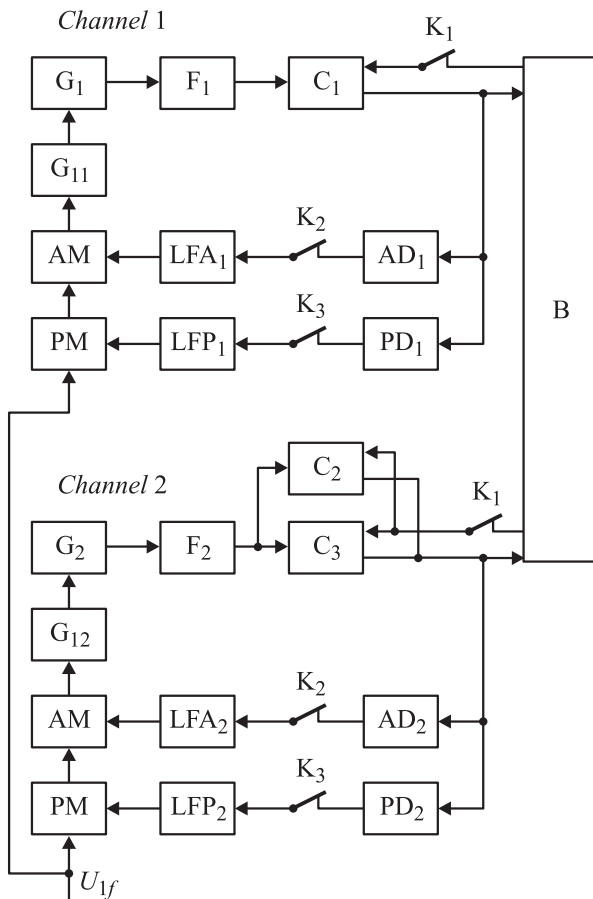 Channel 1
K₁
G₁ F₁ C₁
G₁₁
K₂
AM LFA₁ AD₁
K₃
B
PM LFP₁ PD₁
C₂
Channel 2
K₁
G₂ F₂ C₃
G₁₂
K₂
AM LFA₂ AD₂
K₃
PM LFP₂ PD₂
U₁f